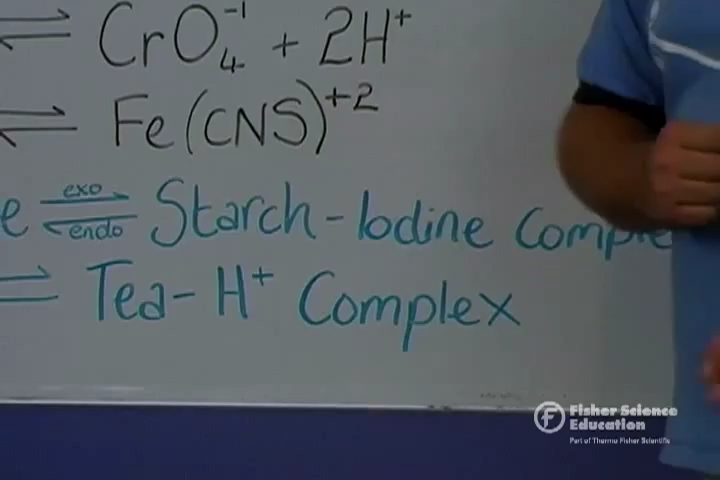 ⇌ CrO₄⁻¹ + 2H⁺
⇌ Fe(CNS)⁺²
e exo ⇌ endo Starch-Iodine Comple
⇌ Tea-H⁺ Complex
Fisher Science
Education
Part of Thermo Fisher Scientific